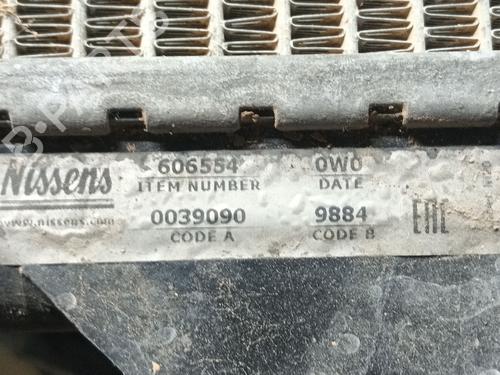 Nissens 606554 0W0
ITEM NUMBER DATE
www.nissens.com 0039090 9884 EAC
CODE A CODE B